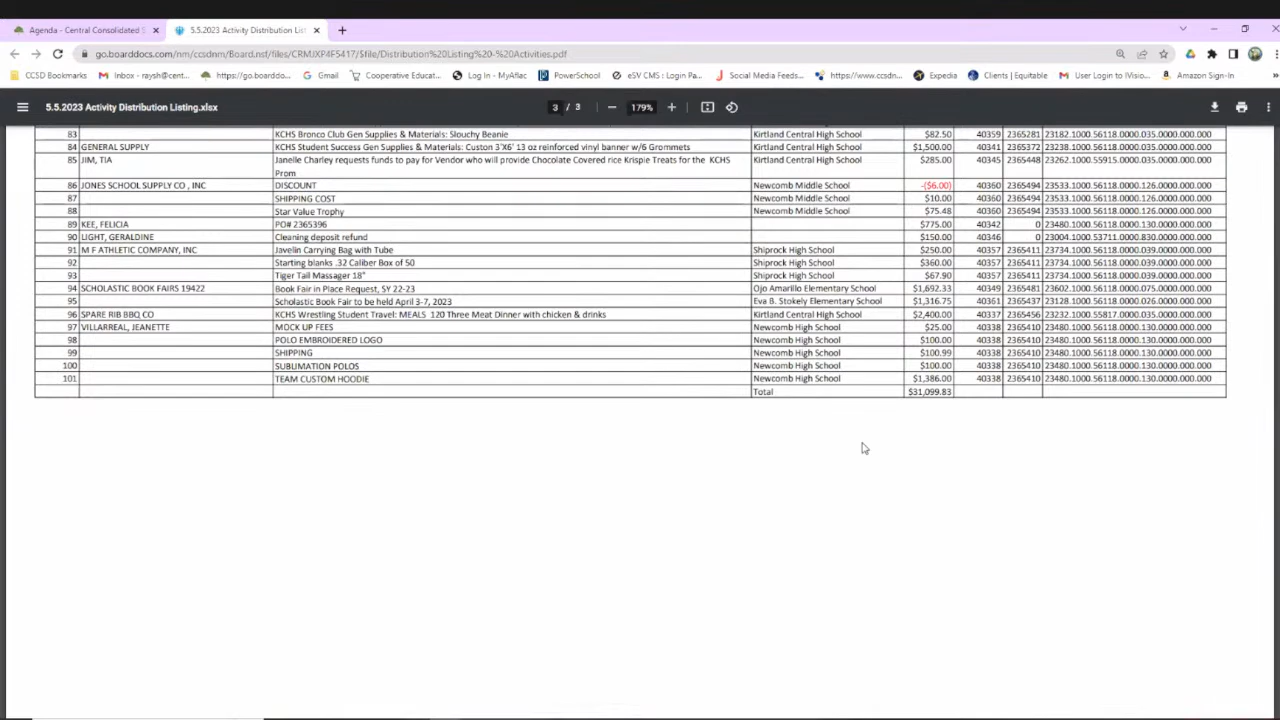 Agenda - Central Consolidated S
5.5.2023 Activity Distribution List
go.boarddocs.com/nm/ccsdnm/Board.nsf/files/CRMJXP4F5417/$file/Distribution%20Listing%20-%20Activities.pdf
CCSD Bookmarks Inbox - raysh@cent... https://go.boarddo... Gmail Cooperative Educat... Log In - MyAflac PowerSchool eSV CMS : Login Pa... Social Media Feeds... https://www.ccsdn... Expedia Clients | Equitable User Login to IVisio... Amazon Sign-In
5.5.2023 Activity Distribution Listing.xlsx 3 / 3 179%
83 KCHS Bronco Club Gen Supplies & Materials: Slouchy Beanie Kirtland Central High School $82.50 40359 2365281 23182.1000.56118.0000.035.0000.000.000
84 GENERAL SUPPLY KCHS Student Success Gen Supplies & Materials: Custon 3'X6' 13 oz reinforced vinyl banner w/6 Grommets Kirtland Central High School $1,500.00 40341 2365372 23238.1000.56118.0000.035.0000.000.000
85 JIM, TIA Janelle Charley requests funds to pay for Vendor who will provide Chocolate Covered rice Krispie Treats for the KCHS Kirtland Central High School $285.00 40345 2365448 23262.1000.55915.0000.035.0000.000.000
Prom
86 JONES SCHOOL SUPPLY CO , INC DISCOUNT Newcomb Middle School -($6.00) 40360 2365494 23533.1000.56118.0000.126.0000.000.000
87 SHIPPING COST Newcomb Middle School $10.00 40360 2365494 23533.1000.56118.0000.126.0000.000.000
88 Star Value Trophy Newcomb Middle School $75.48 40360 2365494 23533.1000.56118.0000.126.0000.000.000
89 KEE, FELICIA PO# 2365396 $775.00 40342 0 23480.1000.56118.0000.130.0000.000.000
90 LIGHT, GERALDINE Cleaning deposit refund $150.00 40346 0 23004.1000.53711.0000.830.0000.000.000
91 M F ATHLETIC COMPANY, INC Javelin Carrying Bag with Tube Shiprock High School $250.00 40357 2365411 23734.1000.56118.0000.039.0000.000.000
92 Starting blanks .32 Caliber Box of 50 Shiprock High School $360.00 40357 2365411 23734.1000.56118.0000.039.0000.000.000
93 Tiger Tail Massager 18" Shiprock High School $67.90 40357 2365411 23734.1000.56118.0000.039.0000.000.000
94 SCHOLASTIC BOOK FAIRS 19422 Book Fair in Place Request, SY 22-23 Ojo Amarillo Elementary School $1,692.33 40349 2365481 23602.1000.56118.0000.075.0000.000.000
95 Scholastic Book Fair to be held April 3-7, 2023 Eva B. Stokely Elementary School $1,316.75 40361 2365437 23128.1000.56118.0000.026.0000.000.000
96 SPARE RIB BBQ CO KCHS Wrestling Student Travel: MEALS 120 Three Meat Dinner with chicken & drinks Kirtland Central High School $2,400.00 40337 2365456 23232.1000.55817.0000.035.0000.000.000
97 VILLARREAL, JEANETTE MOCK UP FEES Newcomb High School $25.00 40338 2365410 23480.1000.56118.0000.130.0000.000.000
98 POLO EMBROIDERED LOGO Newcomb High School $100.00 40338 2365410 23480.1000.56118.0000.130.0000.000.000
99 SHIPPING Newcomb High School $100.99 40338 2365410 23480.1000.56118.0000.130.0000.000.000
100 SUBLIMATION POLOS Newcomb High School $100.00 40338 2365410 23480.1000.56118.0000.130.0000.000.000
101 TEAM CUSTOM HOODIE Newcomb High School $1,386.00 40338 2365410 23480.1000.56118.0000.130.0000.000.000
Total $31,099.83